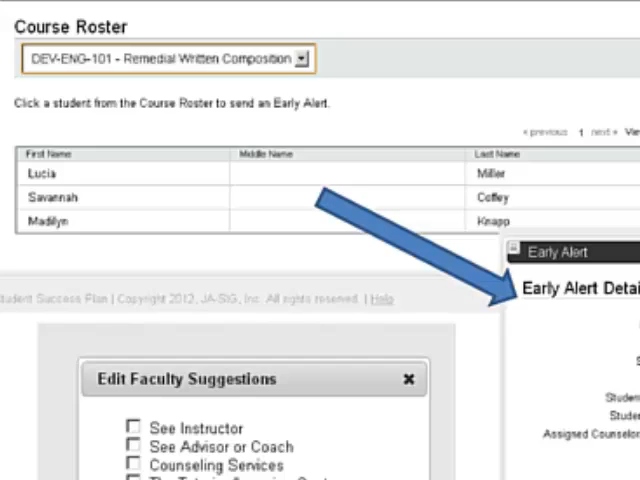 Course Roster
DEV-ENG-101 - Remedial Written Composition
Click a student from the Course Roster to send an Early Alert.
« previous 1 next »
First Name Middle Name Last Name
Lucia Miller
Savannah Coffey
Madilyn Knapp
Early Alert
Early Alert
Student Success Plan | Copyright 2012, JA-SIG, Inc. All rights reserved. | Help
Edit Faculty Suggestions
Assigned
See Instructor
See Advisor or Coach
Counseling Services